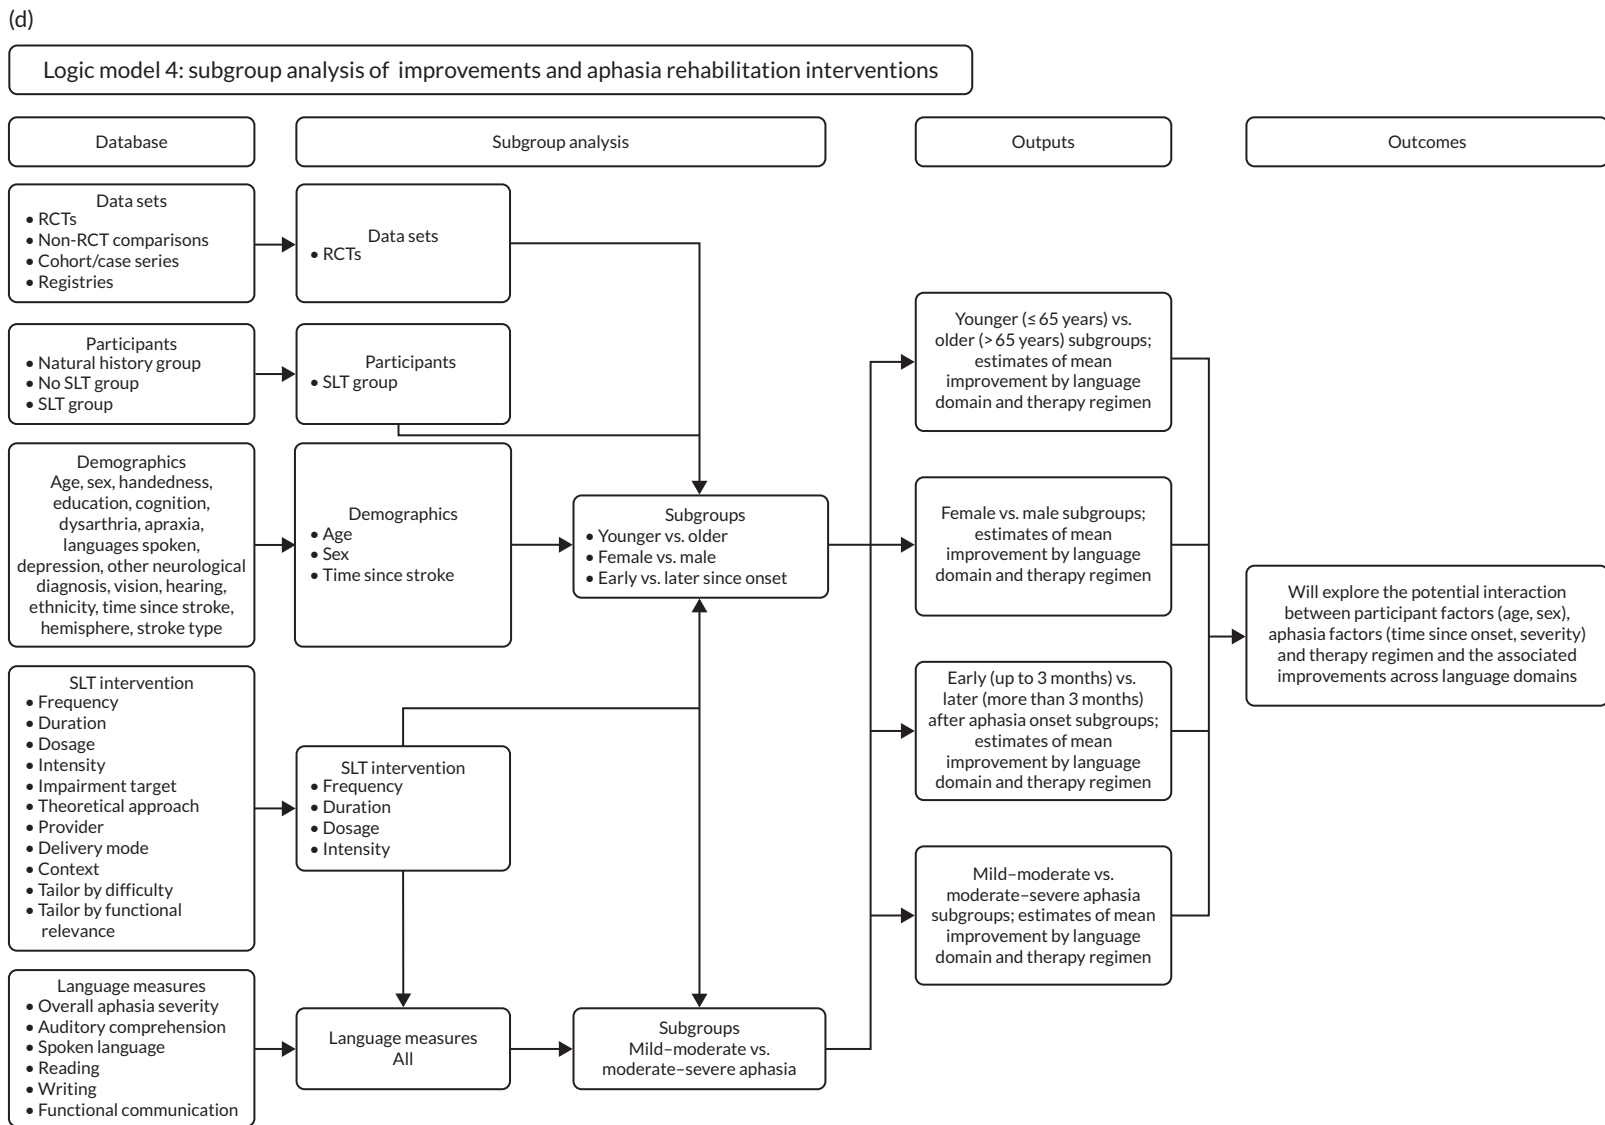 (d)
Logic model 4: subgroup analysis of improvements and aphasia rehabilitation interventions
Database
Subgroup analysis
Outputs
Outcomes
Data sets
• RCTs
• Non-RCT comparisons
• Cohort/case series
• Registries
Data sets
• RCTs
Participants
• Natural history group
• No SLT group
• SLT group
Participants
• SLT group
Demographics
Age, sex, handedness,
education, cognition,
dysarthria, apraxia,
languages spoken,
depression, other neurological
diagnosis, vision, hearing,
ethnicity, time since stroke,
hemisphere, stroke type
Demographics
• Age
• Sex
• Time since stroke
Subgroups
• Younger vs. older
• Female vs. male
• Early vs. later since onset
SLT intervention
• Frequency
• Duration
• Dosage
• Intensity
• Impairment target
• Theoretical approach
• Provider
• Delivery mode
• Context
• Tailor by difficulty
• Tailor by functional
relevance
SLT intervention
• Frequency
• Duration
• Dosage
• Intensity
Language measures
• Overall aphasia severity
• Auditory comprehension
• Spoken language
• Reading
• Writing
• Functional communication
Language measures
All
Subgroups
Mild–moderate vs.
moderate–severe aphasia
Younger (≤ 65 years) vs.
older (> 65 years) subgroups;
estimates of mean
improvement by language
domain and therapy regimen
Female vs. male subgroups;
estimates of mean
improvement by language
domain and therapy regimen
Early (up to 3 months) vs.
later (more than 3 months)
after aphasia onset subgroups;
estimates of mean
improvement by language
domain and therapy regimen
Mild–moderate vs.
moderate–severe aphasia
subgroups; estimates of mean
improvement by language
domain and therapy regimen
Will explore the potential interaction
between participant factors (age, sex),
aphasia factors (time since onset, severity)
and therapy regimen and the associated
improvements across language domains